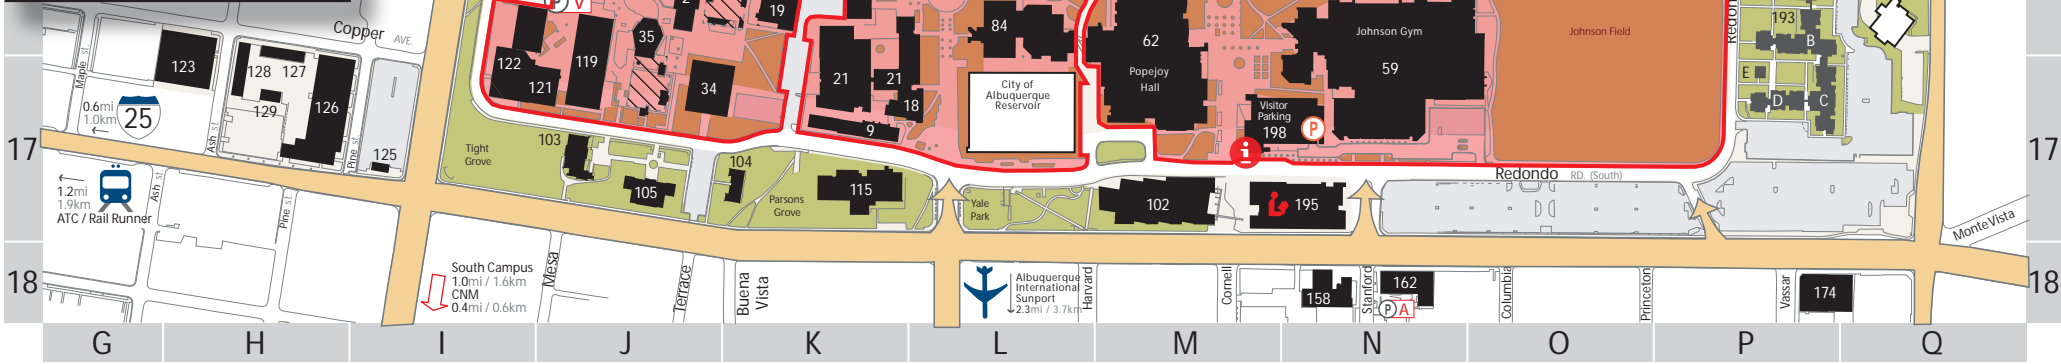 P V
2
19
Copper AVE.
35
84
62
Johnson Gym
Johnson Field
Redon
193
B
Q
123
128
127
122
119
121
34
21
21
18
9
Popejoy
Hall
59
E
D
C
Maple st.
0.6mi
1.0km
25
129
126
Ash st.
Pine st.
125
City of
Albuquerque
Reservoir
Visitor
Parking
198
P
i
17
17
Tight
Grove
103
105
104
Parsons
Grove
115
Yale
Park
102
195
Redondo RD. (South)
1.2mi
1.9km
ATC / Rail Runner
Ash st.
Pine st.
Monte Vista
18
18
South Campus
1.0mi / 1.6km
CNM
0.4mi / 0.6km
Mesa
Terrace
Buena
Vista
Albuquerque
International
Sunport
2.3mi / 3.7km
Harvard
Cornell
158
Stanford
162
P A
Columbia
Princeton
Vassar
174
G H I J K L M N O P Q